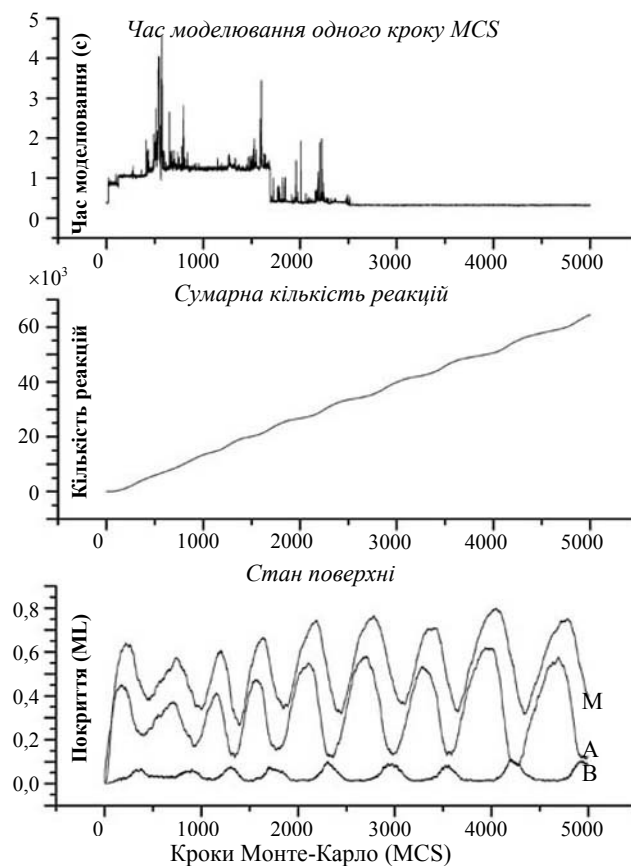 Час моделювання одного кроку MCS
Час моделювання (с)
5
4
3
2
1
0
0 1000 2000 3000 4000 5000
×10³
Сумарна кількість реакцій
Кількість реакцій
60
40
20
0
0 1000 2000 3000 4000 5000
Стан поверхні
Покриття (ML)
0,8
0,6
0,4
0,2
0,0
M
A
B
0 1000 2000 3000 4000 5000
Кроки Монте-Карло (MCS)